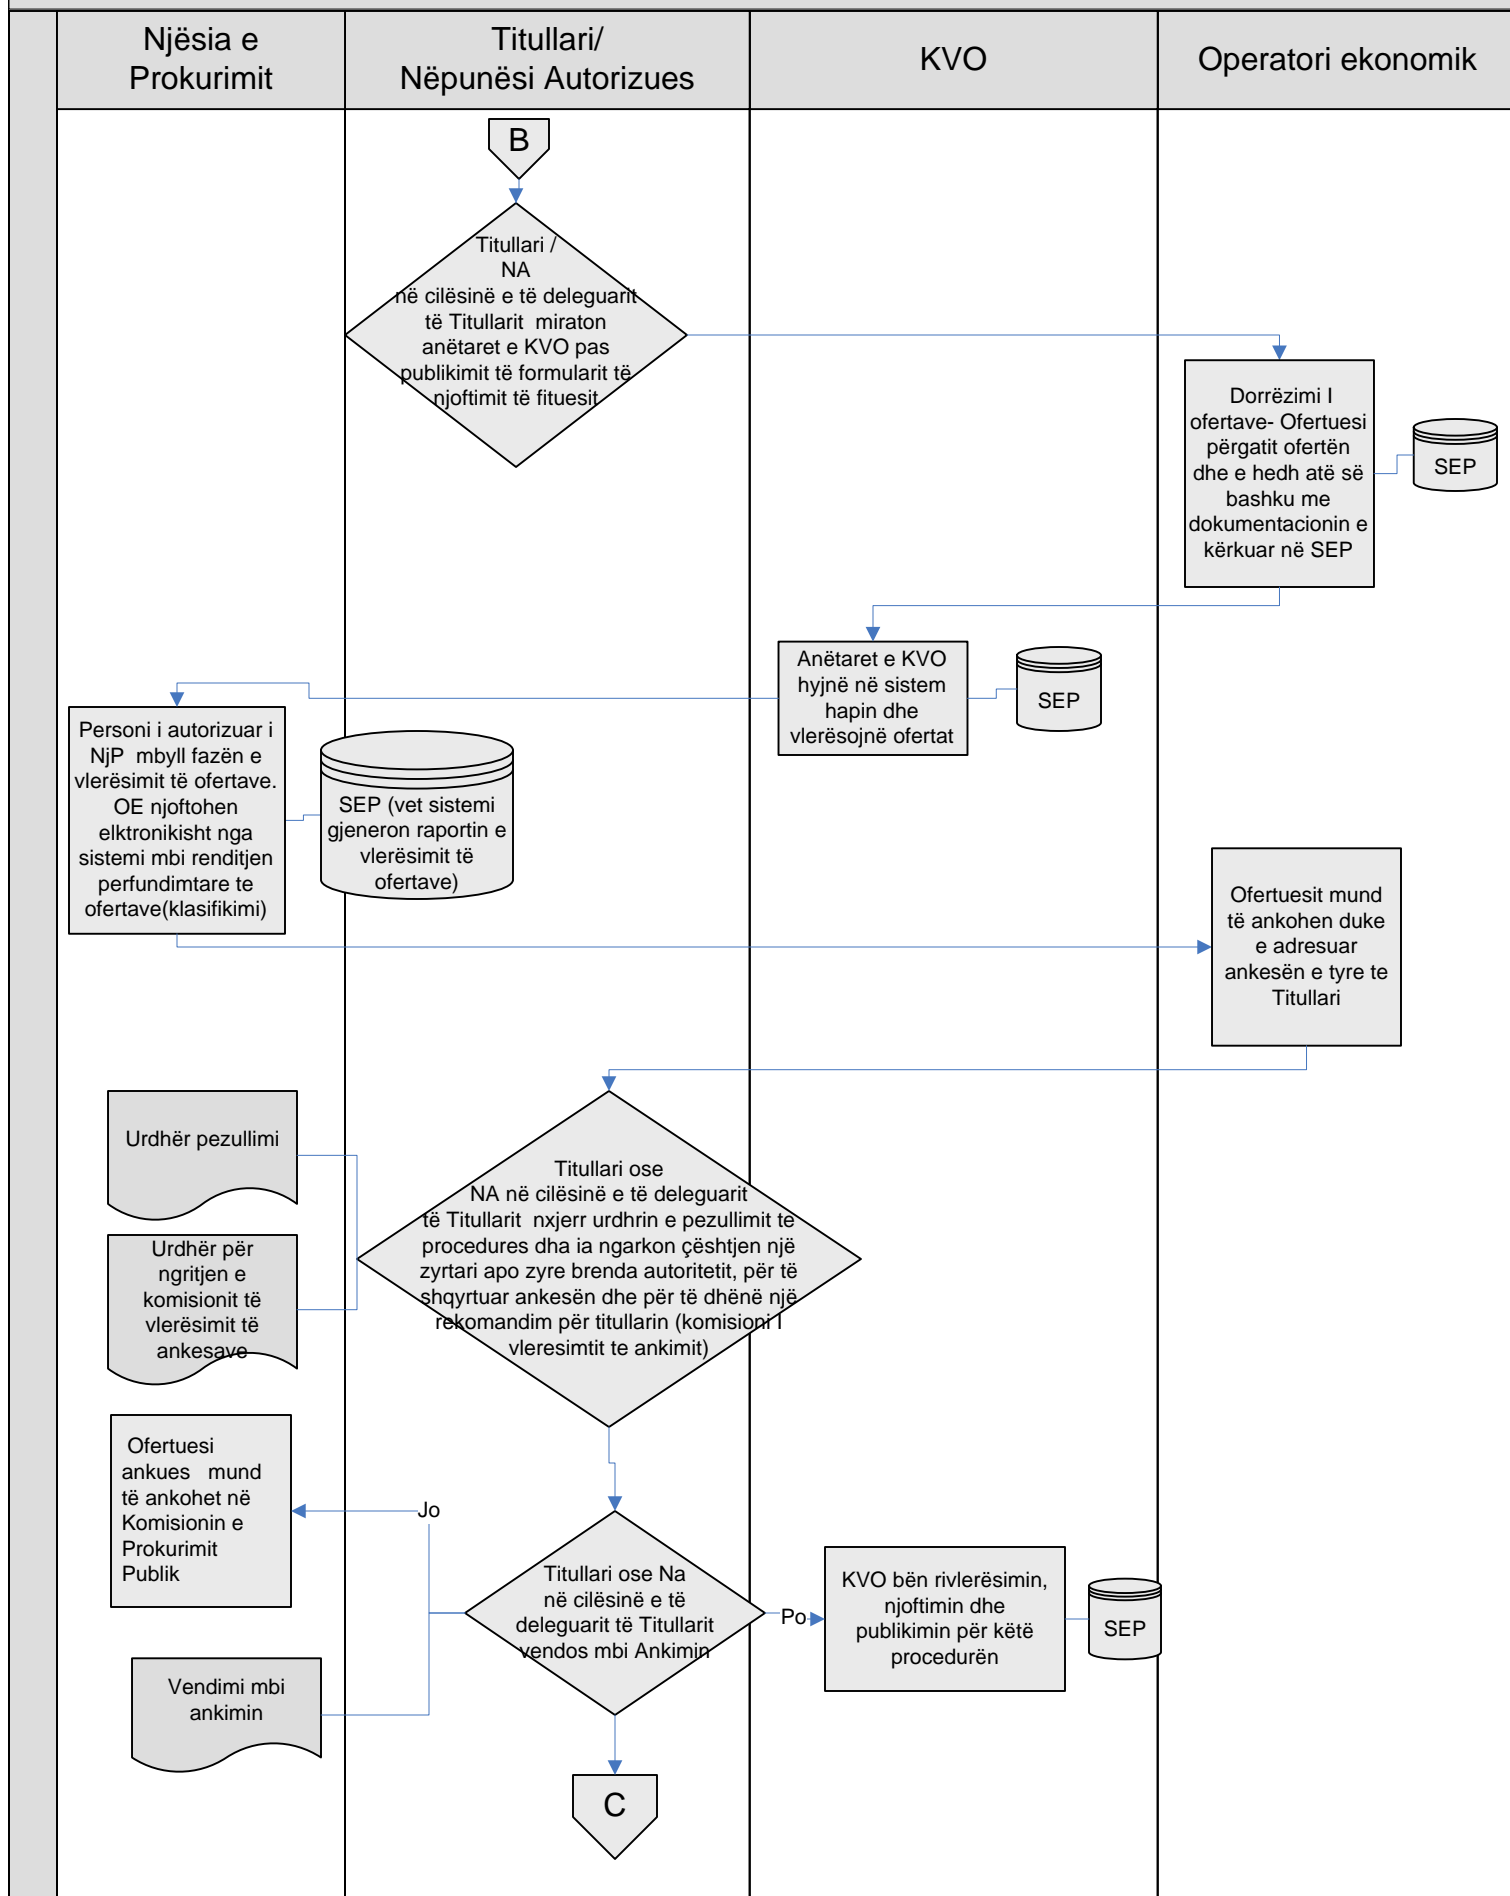 Njësia e
Prokurimit
Titullari/
Nëpunësi Autorizues
KVO
Operatori ekonomik
B
Titullari /
NA
në cilësinë e të deleguarit
të Titullarit miraton
anëtaret e KVO pas
publikimit të formularit të
njoftimit të fituesit
Dorrëzimi I
ofertave- Ofertuesi
përgatit ofertën
dhe e hedh atë së
bashku me
dokumentacionin e
kërkuar në SEP
SEP
Anëtaret e KVO
hyjnë në sistem
hapin dhe
vlerësojnë ofertat
SEP
Personi i autorizuar i
NjP mbyll fazën e
vlerësimit të ofertave.
OE njoftohen
elktronikisht nga
sistemi mbi renditjen
perfundimtare te
ofertave(klasifikimi)
SEP (vet sistemi
gjeneron raportin e
vlerësimit të
ofertave)
Ofertuesit mund
të ankohen duke
e adresuar
ankesën e tyre te
Titullari
Urdhër pezullimi
Urdhër për
ngritjen e
komisionit të
vlerësimit të
ankesave
Titullari ose
NA në cilësinë e të deleguarit
të Titullarit nxjerr urdhrin e pezullimit te
procedures dha ia ngarkon çështjen një
zyrtari apo zyre brenda autoritetit, për të
shqyrtuar ankesën dhe për të dhënë një
rekomandim për titullarin (komisioni I
vleresimtit te ankimit)
Ofertuesi
ankues mund
të ankohet në
Komisionin e
Prokurimit
Publik
Jo
Titullari ose Na
në cilësinë e të
deleguarit të Titullarit
vendos mbi Ankimin
Po
KVO bën rivlerësimin,
njoftimin dhe
publikimin për këtë
procedurën
SEP
Vendimi mbi
ankimin
C